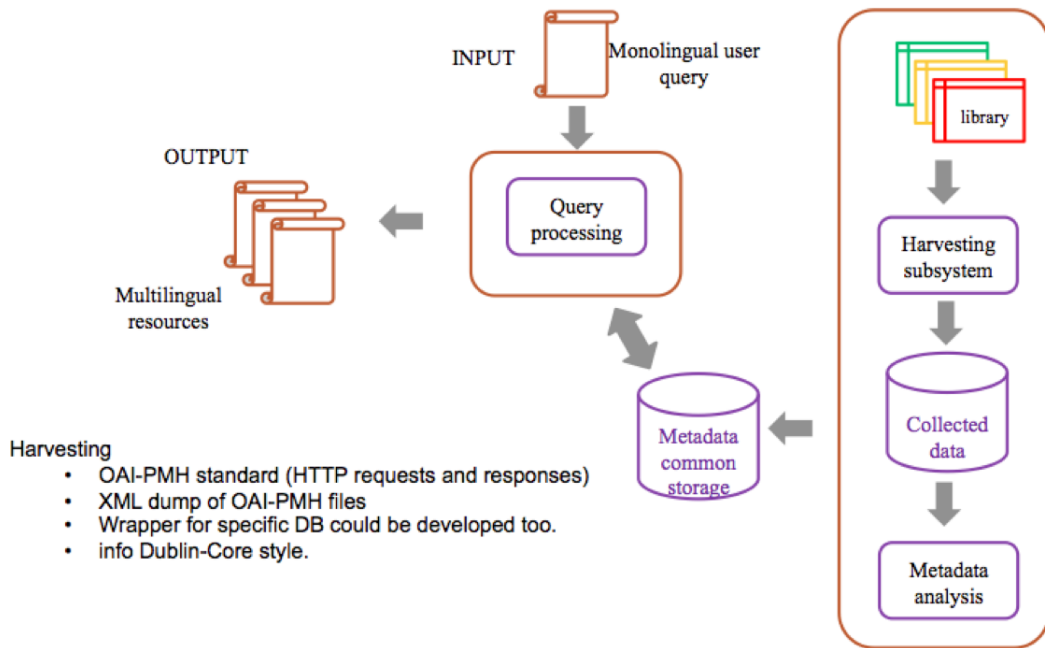 INPUT
Monolingual user
query
library
OUTPUT
Query
processing
Harvesting
subsystem
Multilingual
resources
Metadata
common
storage
Collected
data
Harvesting
• OAI-PMH standard (HTTP requests and responses)
• XML dump of OAI-PMH files
• Wrapper for specific DB could be developed too.
• info Dublin-Core style.
Metadata
analysis